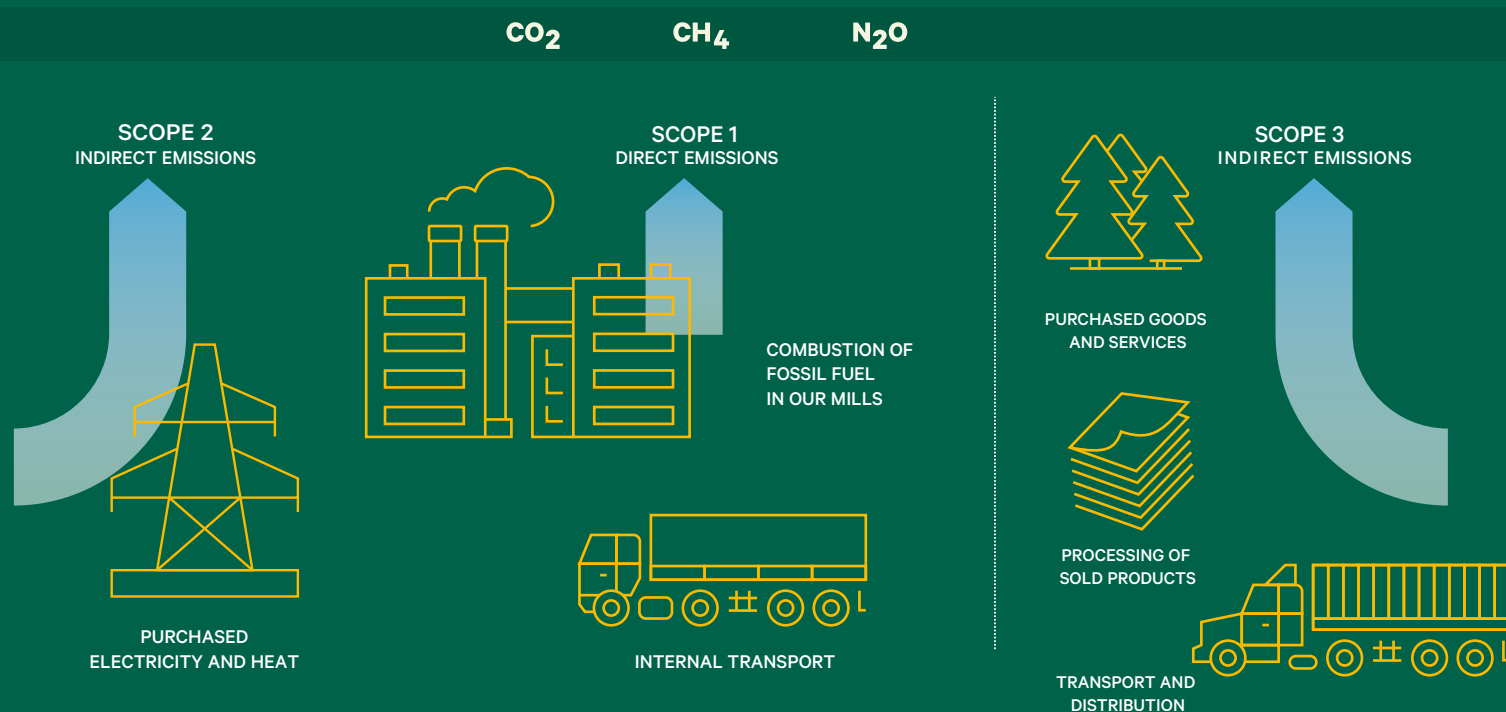 CO2 CH4 N2O
SCOPE 2
INDIRECT EMISSIONS
PURCHASED
ELECTRICITY AND HEAT
SCOPE 1
DIRECT EMISSIONS
COMBUSTION OF
FOSSIL FUEL
IN OUR MILLS
INTERNAL TRANSPORT
SCOPE 3
INDIRECT EMISSIONS
PURCHASED GOODS
AND SERVICES
PROCESSING OF
SOLD PRODUCTS
TRANSPORT AND
DISTRIBUTION